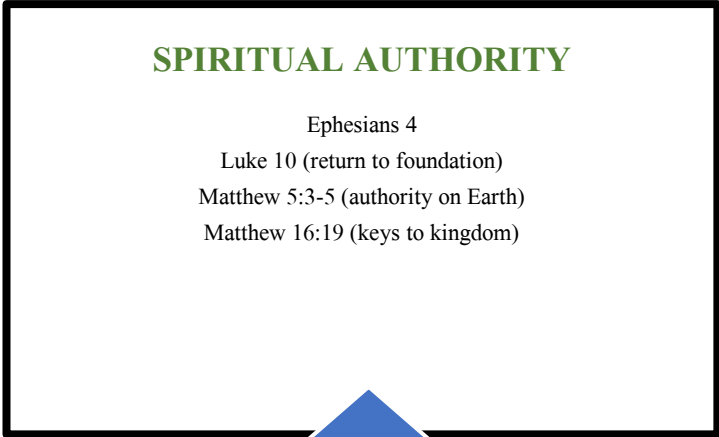 SPIRITUAL AUTHORITY
Ephesians 4
Luke 10 (return to foundation)
Matthew 5:3-5 (authority on Earth)
Matthew 16:19 (keys to kingdom)